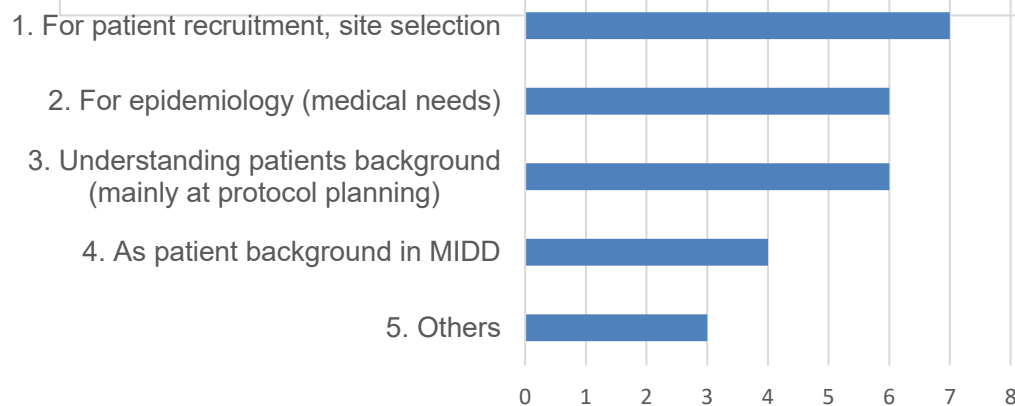 1. For patient recruitment, site selection
2. For epidemiology (medical needs)
3. Understanding patients background
(mainly at protocol planning)
4. As patient background in MIDD
5. Others
0 1 2 3 4 5 6 7 8